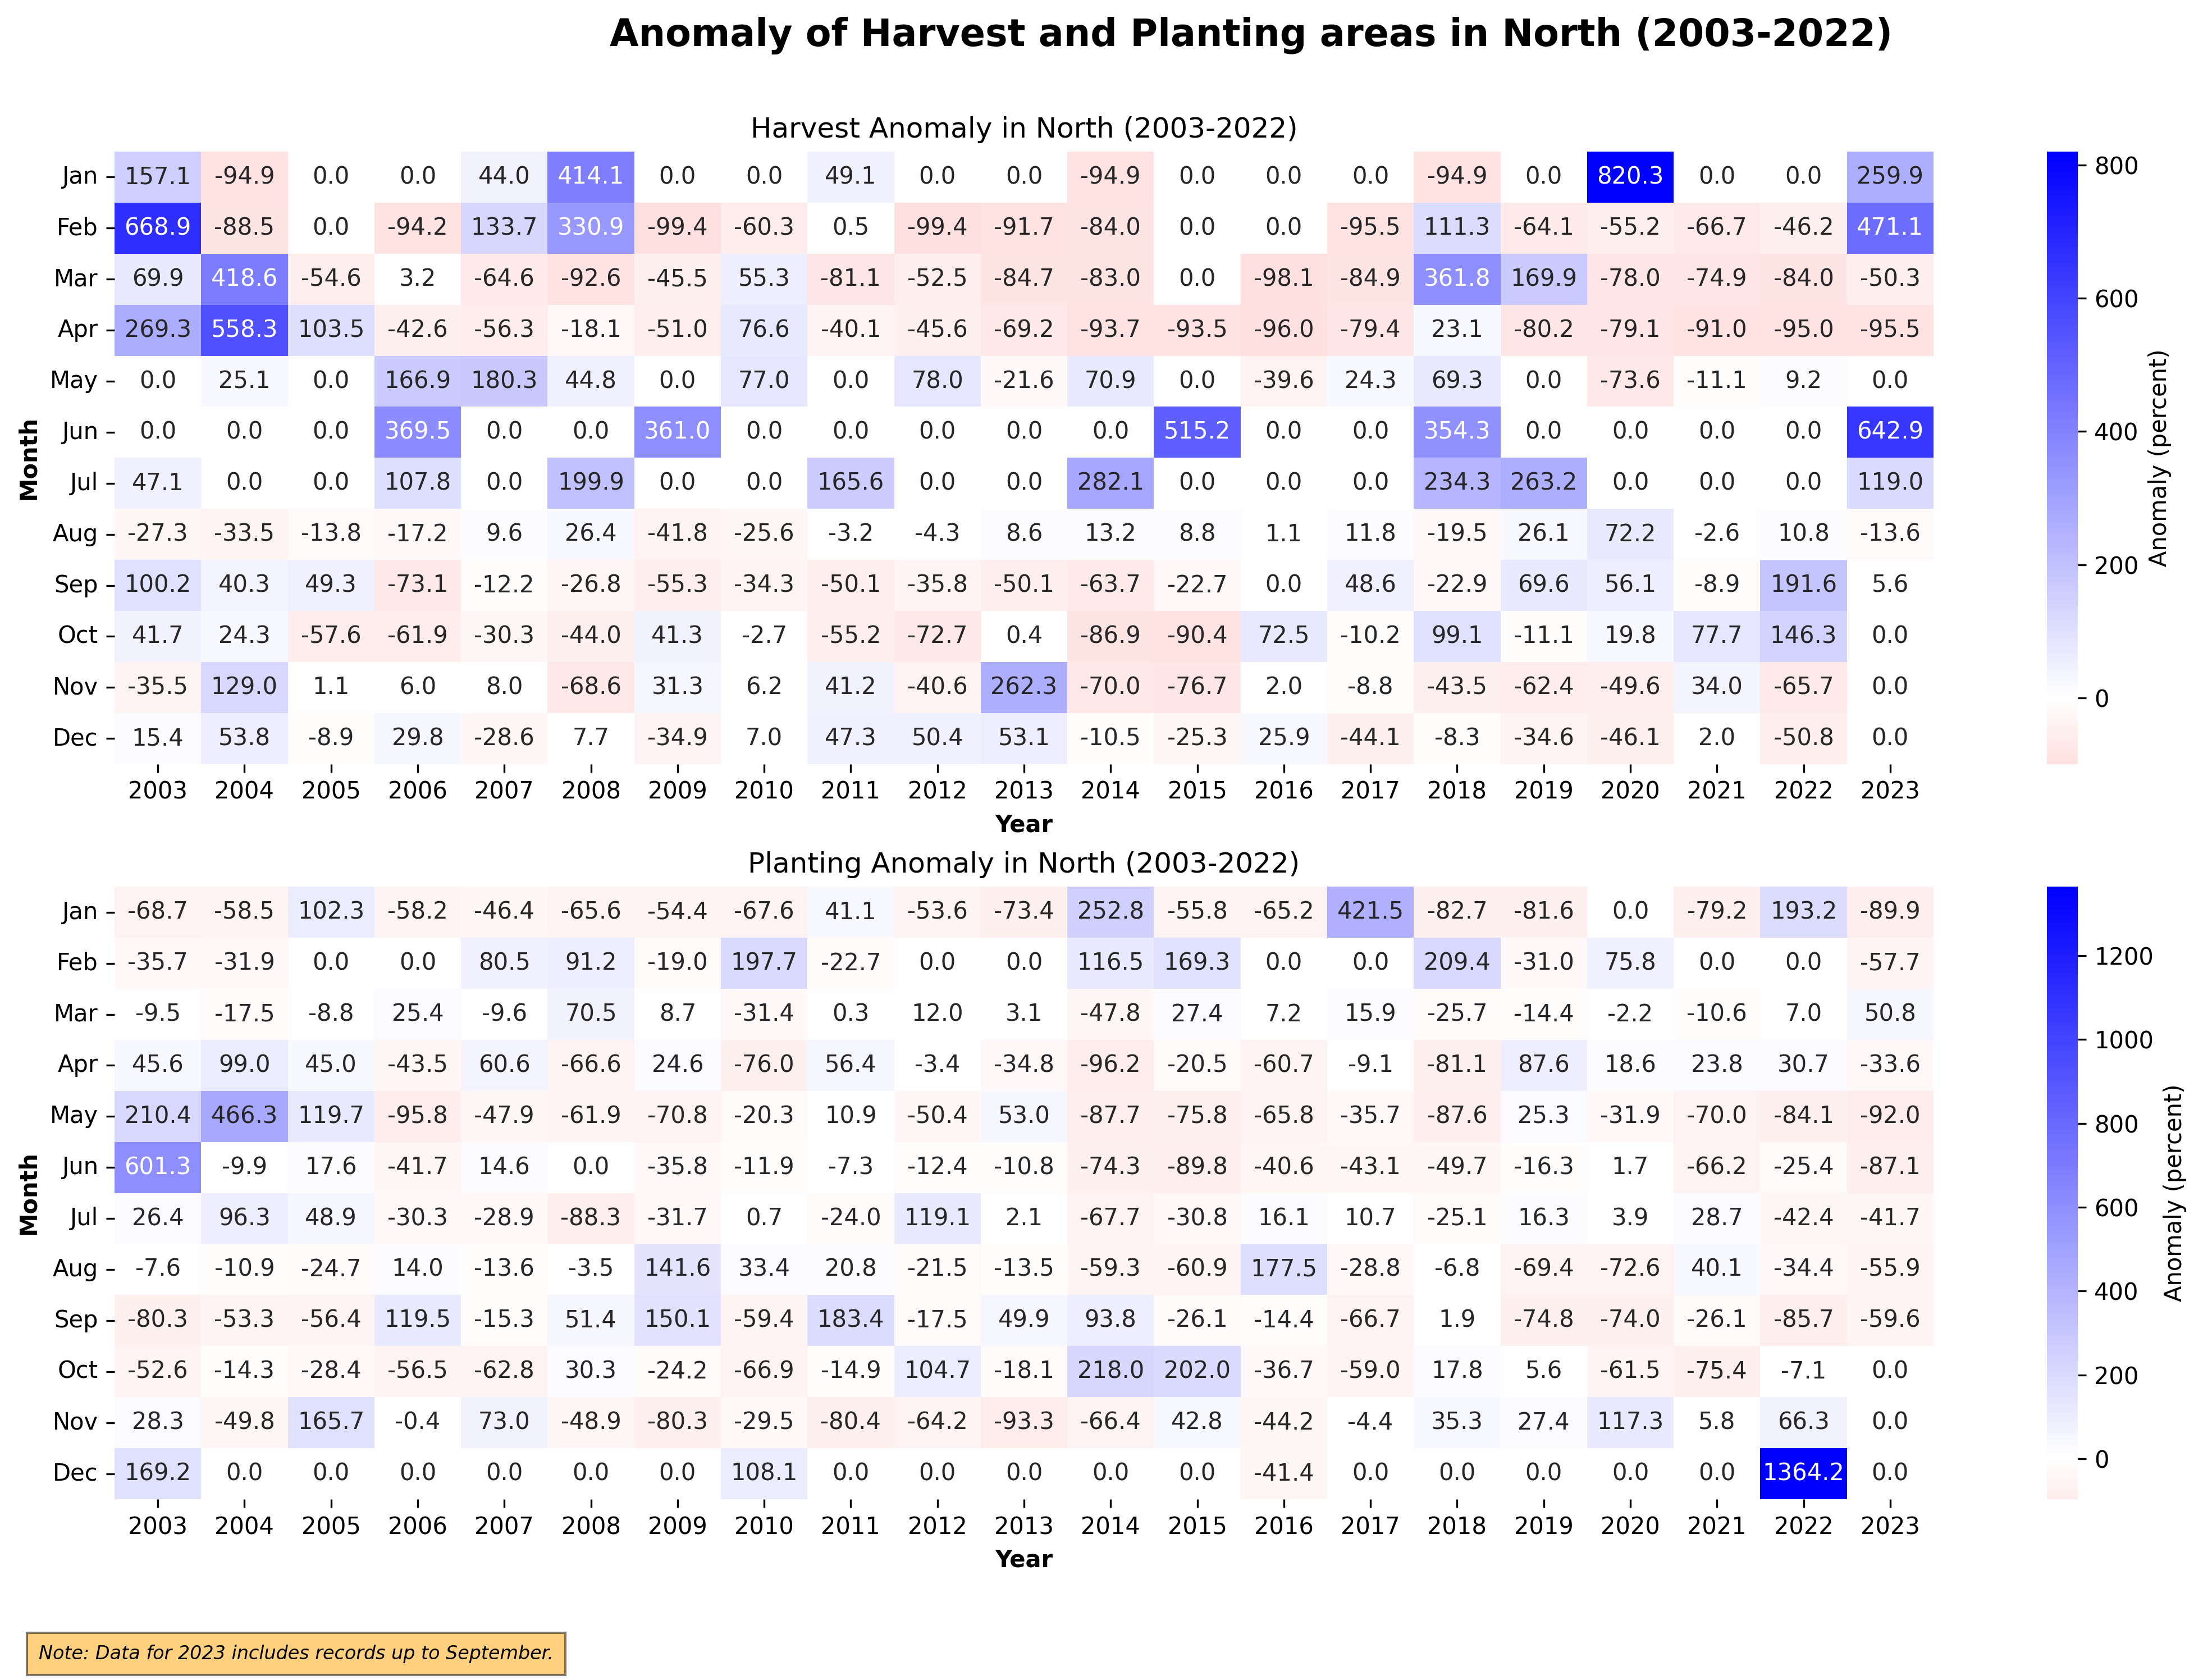 Anomaly of Harvest and Planting areas in North (2003-2022)
Harvest Anomaly in North (2003-2022)
Jan 157.1 -94.9 0.0 0.0 44.0 414.1 0.0 0.0 49.1 0.0 0.0 -94.9 0.0 0.0 0.0 -94.9 0.0 820.3 0.0 0.0 259.9
Feb 668.9 -88.5 0.0 -94.2 133.7 330.9 -99.4 -60.3 0.5 -99.4 -91.7 -84.0 0.0 0.0 -95.5 111.3 -64.1 -55.2 -66.7 -46.2 471.1
Mar 69.9 418.6 -54.6 3.2 -64.6 -92.6 -45.5 55.3 -81.1 -52.5 -84.7 -83.0 0.0 -98.1 -84.9 361.8 169.9 -78.0 -74.9 -84.0 -50.3
Apr 269.3 558.3 103.5 -42.6 -56.3 -18.1 -51.0 76.6 -40.1 -45.6 -69.2 -93.7 -93.5 -96.0 -79.4 23.1 -80.2 -79.1 -91.0 -95.0 -95.5
May 0.0 25.1 0.0 166.9 180.3 44.8 0.0 77.0 0.0 78.0 -21.6 70.9 0.0 -39.6 24.3 69.3 0.0 -73.6 -11.1 9.2 0.0
Jun 0.0 0.0 0.0 369.5 0.0 0.0 361.0 0.0 0.0 0.0 0.0 0.0 515.2 0.0 0.0 354.3 0.0 0.0 0.0 0.0 642.9
Jul 47.1 0.0 0.0 107.8 0.0 199.9 0.0 0.0 165.6 0.0 0.0 282.1 0.0 0.0 0.0 234.3 263.2 0.0 0.0 0.0 119.0
Aug -27.3 -33.5 -13.8 -17.2 9.6 26.4 -41.8 -25.6 -3.2 -4.3 8.6 13.2 8.8 1.1 11.8 -19.5 26.1 72.2 -2.6 10.8 -13.6
Sep 100.2 40.3 49.3 -73.1 -12.2 -26.8 -55.3 -34.3 -50.1 -35.8 -50.1 -63.7 -22.7 0.0 48.6 -22.9 69.6 56.1 -8.9 191.6 5.6
Oct 41.7 24.3 -57.6 -61.9 -30.3 -44.0 41.3 -2.7 -55.2 -72.7 0.4 -86.9 -90.4 72.5 -10.2 99.1 -11.1 19.8 77.7 146.3 0.0
Nov -35.5 129.0 1.1 6.0 8.0 -68.6 31.3 6.2 41.2 -40.6 262.3 -70.0 -76.7 2.0 -8.8 -43.5 -62.4 -49.6 34.0 -65.7 0.0
Dec 15.4 53.8 -8.9 29.8 -28.6 7.7 -34.9 7.0 47.3 50.4 53.1 -10.5 -25.3 25.9 -44.1 -8.3 -34.6 -46.1 2.0 -50.8 0.0
2003 2004 2005 2006 2007 2008 2009 2010 2011 2012 2013 2014 2015 2016 2017 2018 2019 2020 2021 2022 2023
Year
Month
800
600
400
200
0
Anomaly (percent)
Planting Anomaly in North (2003-2022)
Jan -68.7 -58.5 102.3 -58.2 -46.4 -65.6 -54.4 -67.6 41.1 -53.6 -73.4 252.8 -55.8 -65.2 421.5 -82.7 -81.6 0.0 -79.2 193.2 -89.9
Feb -35.7 -31.9 0.0 0.0 80.5 91.2 -19.0 197.7 -22.7 0.0 0.0 116.5 169.3 0.0 0.0 209.4 -31.0 75.8 0.0 0.0 -57.7
Mar -9.5 -17.5 -8.8 25.4 -9.6 70.5 8.7 -31.4 0.3 12.0 3.1 -47.8 27.4 7.2 15.9 -25.7 -14.4 -2.2 -10.6 7.0 50.8
Apr 45.6 99.0 45.0 -43.5 60.6 -66.6 24.6 -76.0 56.4 -3.4 -34.8 -96.2 -20.5 -60.7 -9.1 -81.1 87.6 18.6 23.8 30.7 -33.6
May 210.4 466.3 119.7 -95.8 -47.9 -61.9 -70.8 -20.3 10.9 -50.4 53.0 -87.7 -75.8 -65.8 -35.7 -87.6 25.3 -31.9 -70.0 -84.1 -92.0
Jun 601.3 -9.9 17.6 -41.7 14.6 0.0 -35.8 -11.9 -7.3 -12.4 -10.8 -74.3 -89.8 -40.6 -43.1 -49.7 -16.3 1.7 -66.2 -25.4 -87.1
Jul 26.4 96.3 48.9 -30.3 -28.9 -88.3 -31.7 0.7 -24.0 119.1 2.1 -67.7 -30.8 16.1 10.7 -25.1 16.3 3.9 28.7 -42.4 -41.7
Aug -7.6 -10.9 -24.7 14.0 -13.6 -3.5 141.6 33.4 20.8 -21.5 -13.5 -59.3 -60.9 177.5 -28.8 -6.8 -69.4 -72.6 40.1 -34.4 -55.9
Sep -80.3 -53.3 -56.4 119.5 -15.3 51.4 150.1 -59.4 183.4 -17.5 49.9 93.8 -26.1 -14.4 -66.7 1.9 -74.8 -74.0 -26.1 -85.7 -59.6
Oct -52.6 -14.3 -28.4 -56.5 -62.8 30.3 -24.2 -66.9 -14.9 104.7 -18.1 218.0 202.0 -36.7 -59.0 17.8 5.6 -61.5 -75.4 -7.1 0.0
Nov 28.3 -49.8 165.7 -0.4 73.0 -48.9 -80.3 -29.5 -80.4 -64.2 -93.3 -66.4 42.8 -44.2 -4.4 35.3 27.4 117.3 5.8 66.3 0.0
Dec 169.2 0.0 0.0 0.0 0.0 0.0 0.0 108.1 0.0 0.0 0.0 0.0 0.0 -41.4 0.0 0.0 0.0 0.0 0.0 1364.2 0.0
2003 2004 2005 2006 2007 2008 2009 2010 2011 2012 2013 2014 2015 2016 2017 2018 2019 2020 2021 2022 2023
Year
Month
1200
1000
800
600
400
200
0
Anomaly (percent)
Note: Data for 2023 includes records up to September.